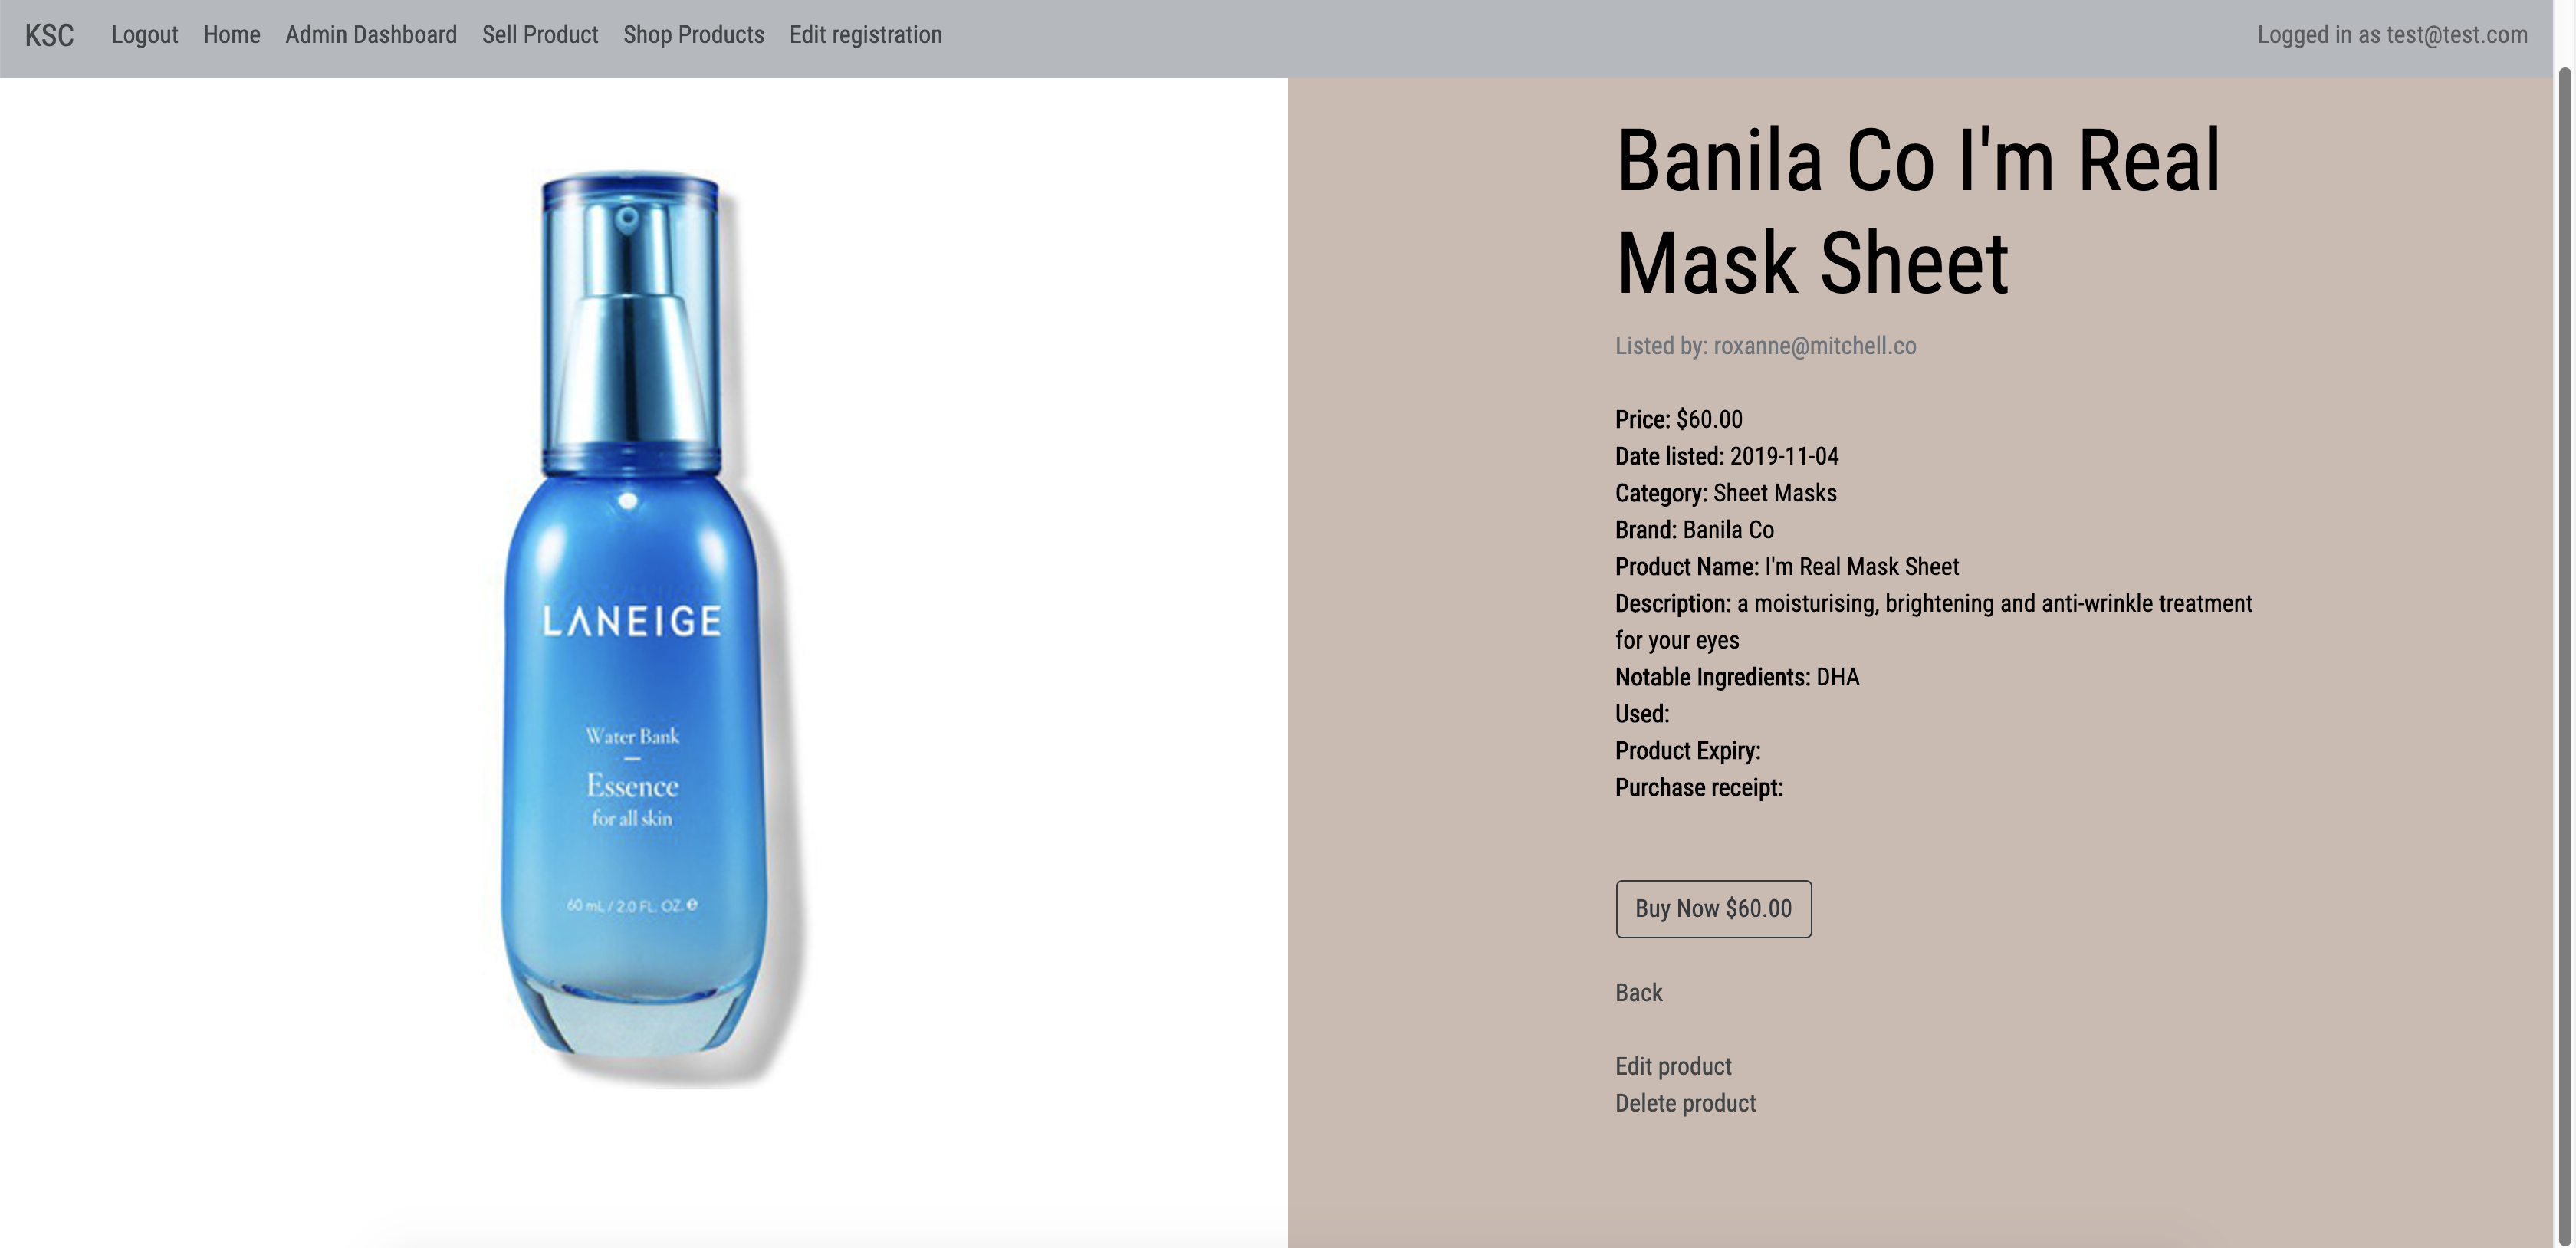 KSC Logout Home Admin Dashboard Sell Product Shop Products Edit registration Logged in as test@test.com
LANEIGE
Water Bank
Essence
for all skin
60 mL / 2.0 FL. OZ. e
Banila Co I'm Real
Mask Sheet
Listed by: roxanne@mitchell.co
Price: $60.00
Date listed: 2019-11-04
Category: Sheet Masks
Brand: Banila Co
Product Name: I'm Real Mask Sheet
Description: a moisturising, brightening and anti-wrinkle treatment
for your eyes
Notable Ingredients: DHA
Used:
Product Expiry:
Purchase receipt:
Buy Now $60.00
Back
Edit product
Delete product